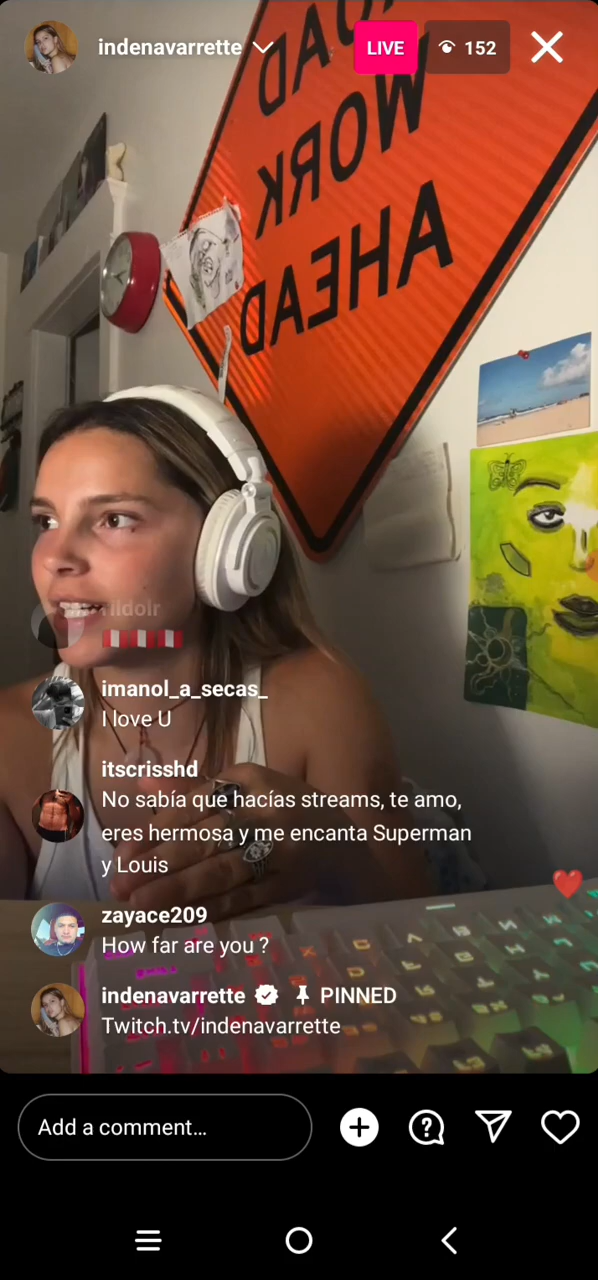 indenavarrette
LIVE
152
ROAD
WORK
AHEAD
🇵🇪🇵🇪🇵🇪
imanol_a_secas_
I love U
itscrisshd
No sabía que hacías streams, te amo,
eres hermosa y me encanta Superman
y Louis
zayace209
How far are you ?
indenavarrette PINNED
Twitch.tv/indenavarrette
Add a comment...